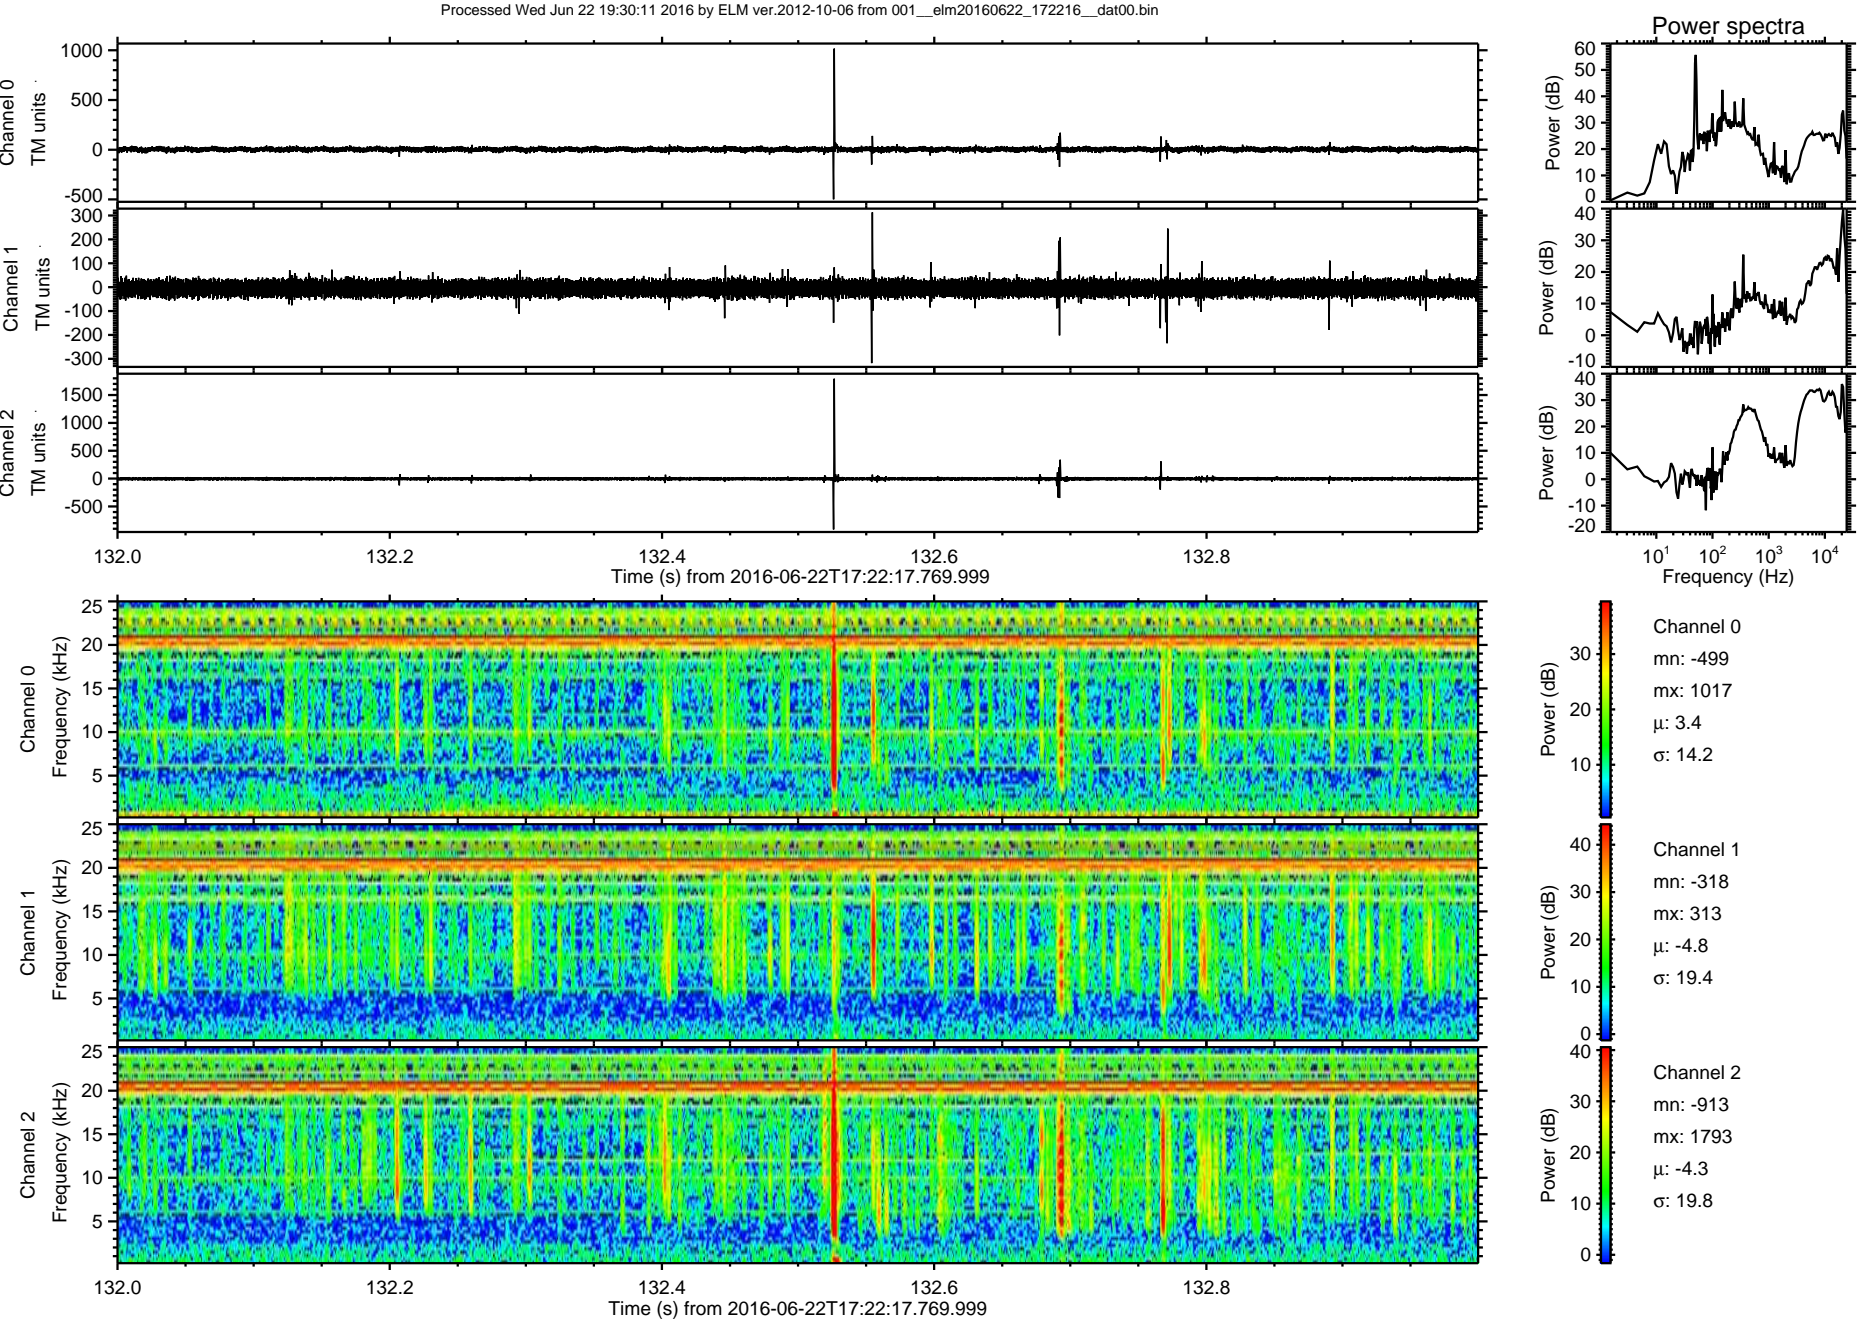 Processed Wed Jun 22 19:30:11 2016 by ELM ver.2012-10-06 from 001__elm20160622_172216__dat00.bin
Power spectra
Channel 0
TM units
1000
500
0
-500
Power (dB)
60
50
40
30
20
10
0
Channel 1
TM units
300
200
100
0
-100
-200
-300
Power (dB)
40
30
20
10
0
-10
Channel 2
TM units
1500
1000
500
0
-500
Power (dB)
40
30
20
10
0
-10
-20
132.0 132.2 132.4 132.6 132.8
Time (s) from 2016-06-22T17:22:17.769.999
10¹ 10² 10³ 10⁴
Frequency (Hz)
Channel 0
Frequency (kHz)
25
20
15
10
5
Power (dB)
30
20
10
Channel 0
mn: -499
mx: 1017
μ: 3.4
σ: 14.2
Channel 1
Frequency (kHz)
25
20
15
10
5
Power (dB)
40
30
20
10
0
Channel 1
mn: -318
mx: 313
μ: -4.8
σ: 19.4
Channel 2
Frequency (kHz)
25
20
15
10
5
Power (dB)
40
30
20
10
0
Channel 2
mn: -913
mx: 1793
μ: -4.3
σ: 19.8
132.0 132.2 132.4 132.6 132.8
Time (s) from 2016-06-22T17:22:17.769.999